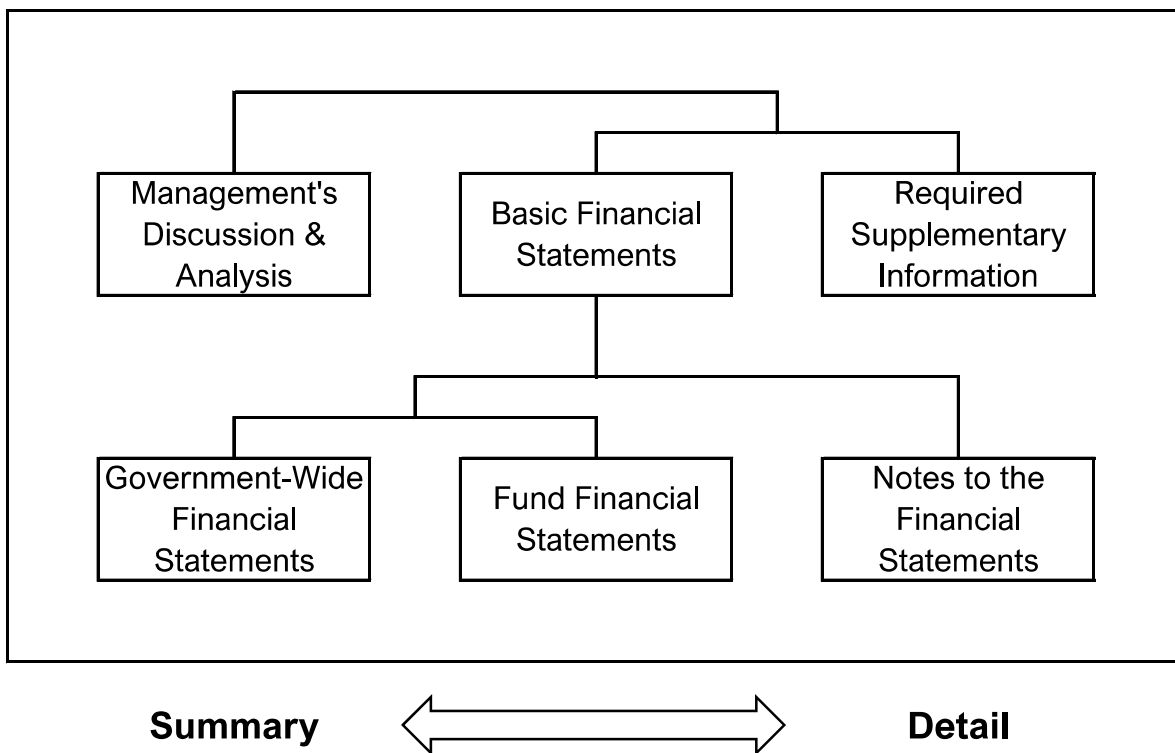 Management's
Discussion &
Analysis
Basic Financial
Statements
Required
Supplementary
Information
Government-Wide
Financial
Statements
Fund Financial
Statements
Notes to the
Financial
Statements
Summary
Detail